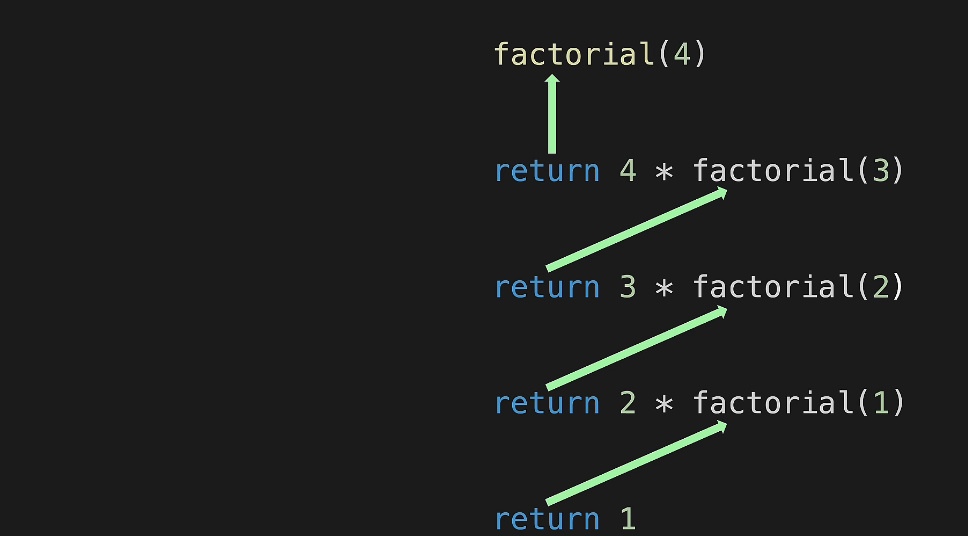 factorial(4)
return 4 * factorial(3)
return 3 * factorial(2)
return 2 * factorial(1)
return 1